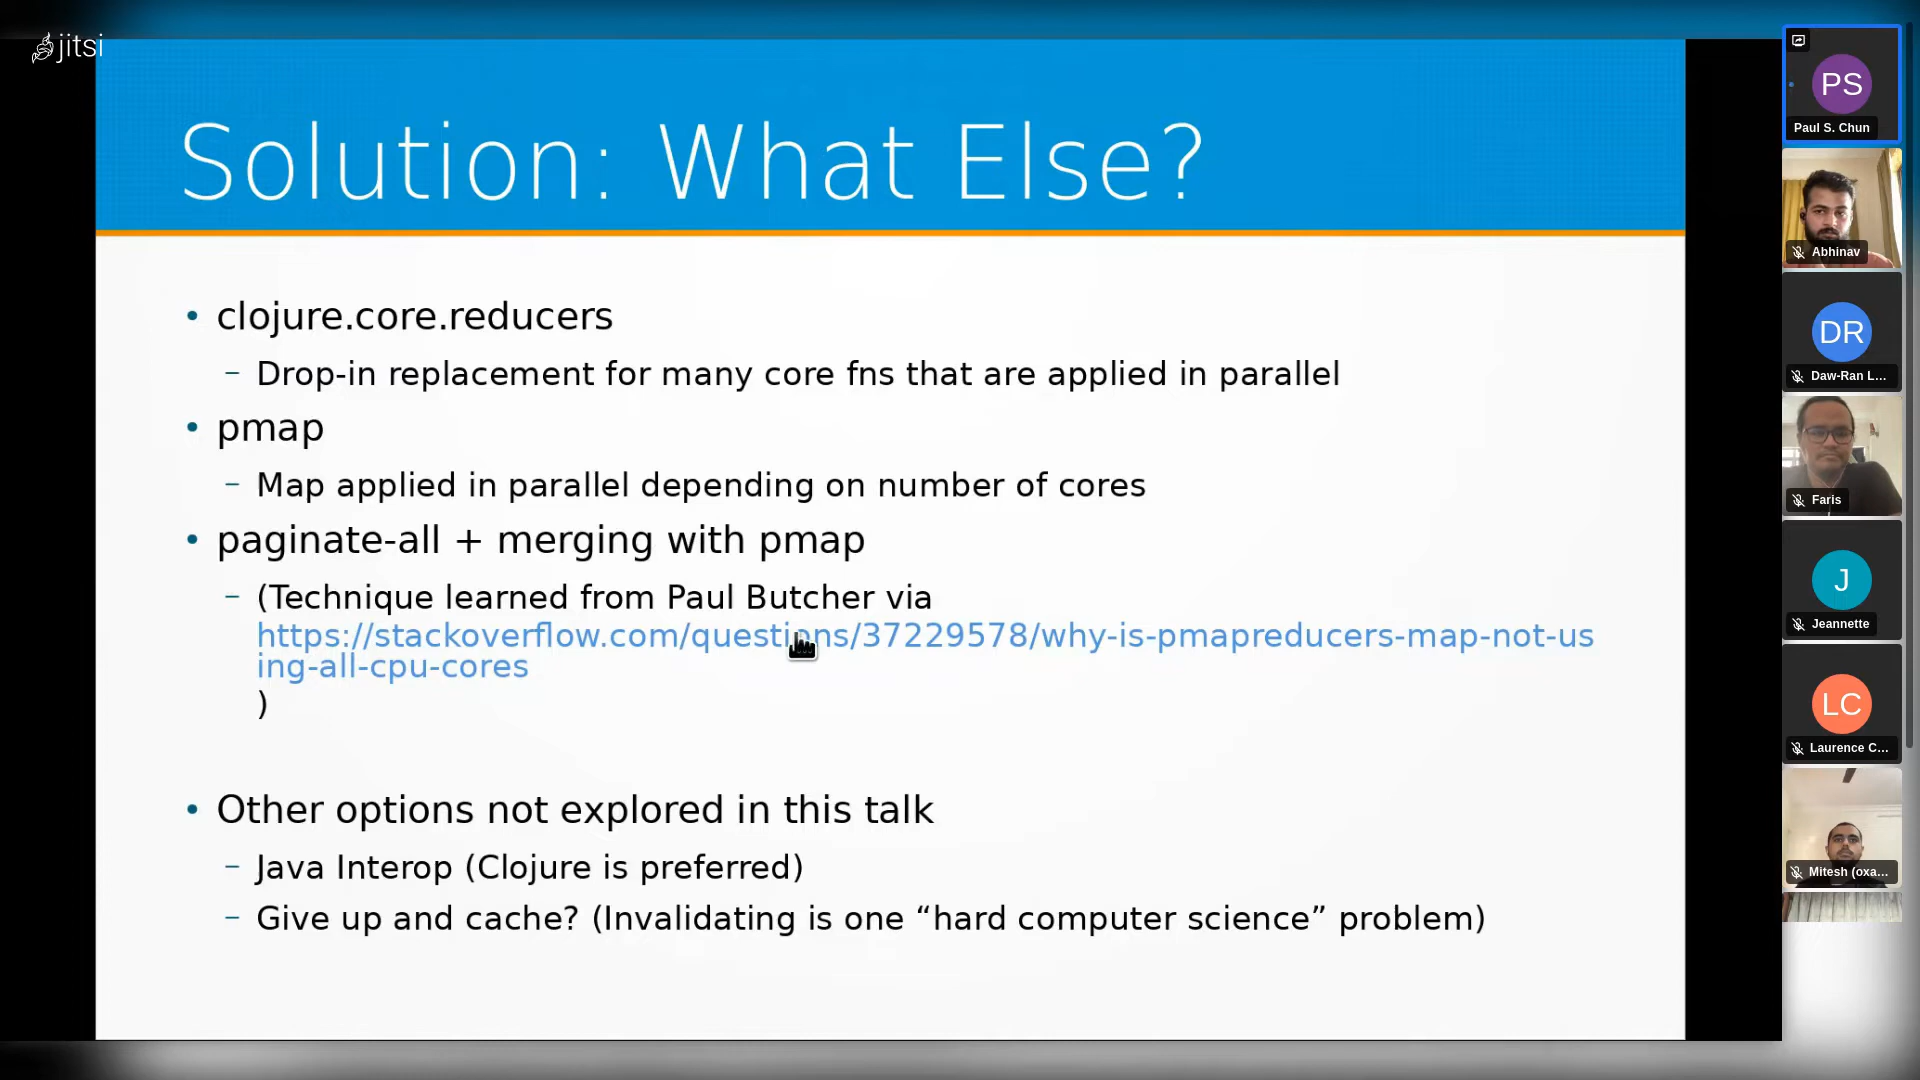 jitsi
Solution: What Else?
• clojure.core.reducers
– Drop-in replacement for many core fns that are applied in parallel
• pmap
– Map applied in parallel depending on number of cores
• paginate-all + merging with pmap
– (Technique learned from Paul Butcher via
https://stackoverflow.com/questions/37229578/why-is-pmapreducers-map-not-us
ing-all-cpu-cores
)
• Other options not explored in this talk
– Java Interop (Clojure is preferred)
– Give up and cache? (Invalidating is one “hard computer science” problem)
PS
Paul S. Chun
Abhinav
DR
Daw-Ran L...
Faris
J
Jeannette
LC
Laurence C...
Mitesh (oxa...